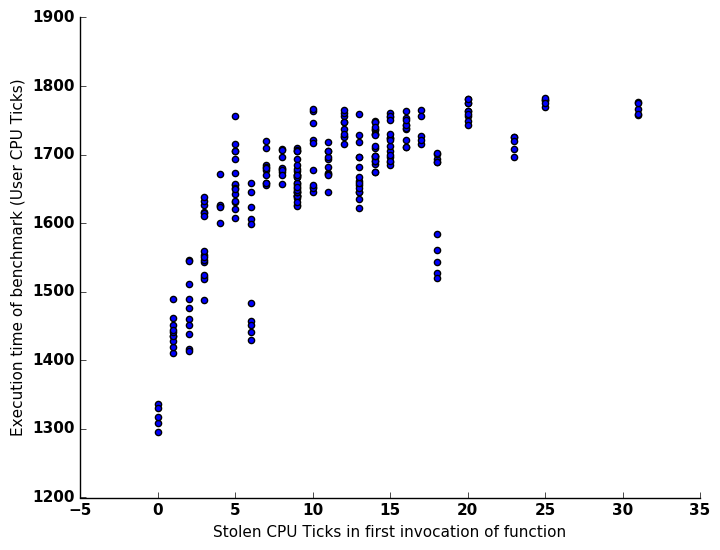 1900
1800
1700
1600
1500
1400
1300
1200
Execution time of benchmark (User CPU Ticks)
−5 0 5 10 15 20 25 30 35
Stolen CPU Ticks in first invocation of function